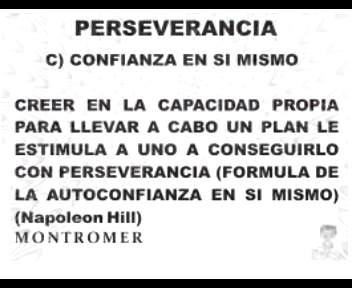 PERSEVERANCIA
C) CONFIANZA EN SI MISMO
CREER EN LA CAPACIDAD PROPIA
PARA LLEVAR A CABO UN PLAN LE
ESTIMULA A UNO A CONSEGUIRLO
CON PERSEVERANCIA (FORMULA DE
LA AUTOCONFIANZA EN SI MISMO)
(Napoleon Hill)
MONTROMER